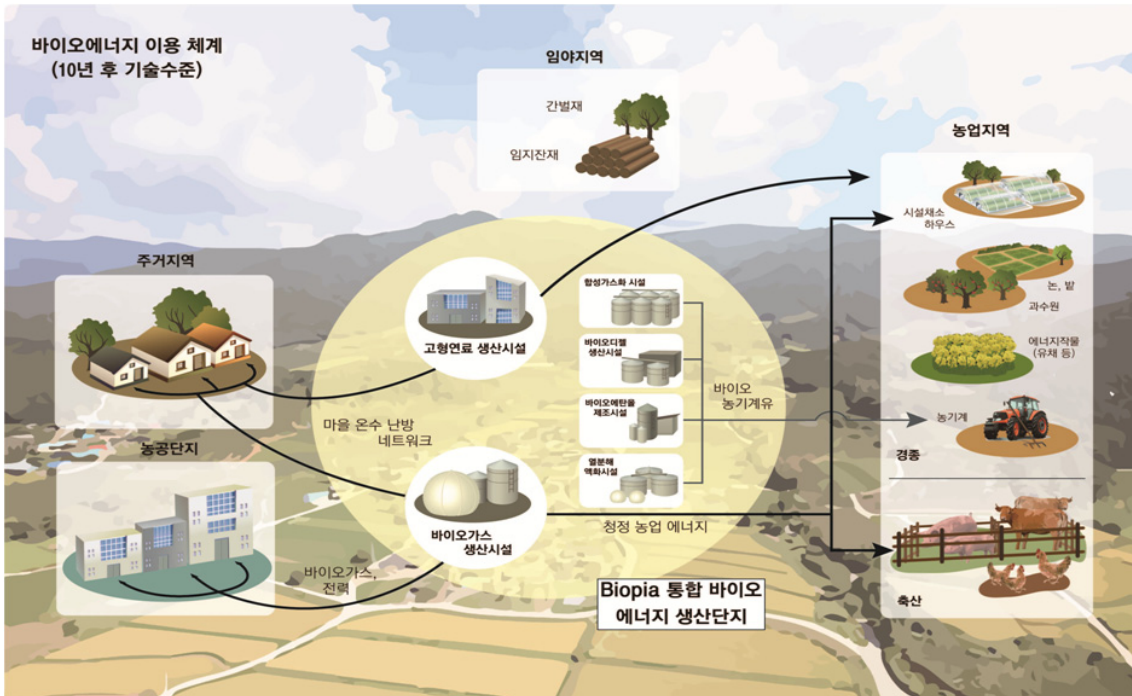 바이오에너지 이용 체계
(10년 후 기술수준)
임야지역
간벌재
임지잔재
농업지역
시설채소
하우스
논, 밭
과수원
에너지작물
(유채 등)
농기계
경종
축산
주거지역
농공단지
고형연료 생산시설
합성가스화 시설
바이오디젤
생산시설
바이오에탄올
제조시설
열분해
액화시설
바이오
농기계유
마을 온수 난방
네트워크
바이오가스
생산시설
청정 농업 에너지
바이오가스,
전력
Biopia 통합 바이오
에너지 생산단지